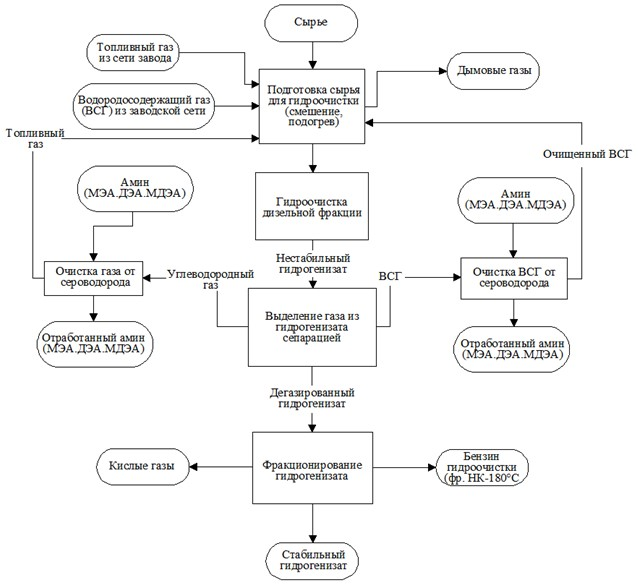 Сырье
Топливный газ
из сети завода
Подготовка сырья
для гидроочистки
(смешение,
подогрев)
Дымовые газы
Водородосодержащий газ
(ВСГ) из заводской сети
Топливный
газ
Очищенный ВСГ
Амин
(МЭА.ДЭА.МДЭА)
Гидроочистка
дизельной фракции
Амин
(МЭА.ДЭА.МДЭА)
Нестабильный
гидрогенизат
Очистка газа от
сероводорода
Углеводородный
газ
ВСГ
Очистка ВСГ от
сероводорода
Выделение газа из
гидрогенизата
сепарацией
Отработанный амин
(МЭА.ДЭА.МДЭА)
Отработанный амин
(МЭА.ДЭА.МДЭА)
Дегазированный
гидрогенизат
Кислые газы
Фракционирование
гидрогенизата
Бензин
гидроочистки
(фр. НК-180°С
Стабильный
гидрогенизат